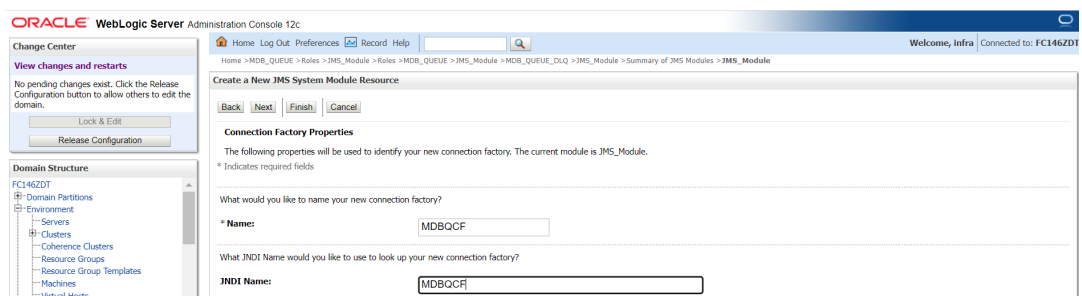 ORACLE WebLogic Server Administration Console 12c
Change Center
View changes and restarts
No pending changes exist. Click the Release
Configuration button to allow others to edit the
domain.
Lock & Edit
Release Configuration
Domain Structure
FC146ZDT
Domain Partitions
Environment
Servers
Clusters
Coherence Clusters
Resource Groups
Resource Group Templates
Machines
Virtual Hosts
Home Log Out Preferences Record Help
Welcome, infra Connected to: FC146ZDT
Home >MDB_QUEUE >Roles >JMS_Module >Roles >MDB_QUEUE >JMS_Module >MDB_QUEUE_DLQ >JMS_Module >Summary of JMS Modules >JMS_Module
Create a New JMS System Module Resource
Back Next Finish Cancel
Connection Factory Properties
The following properties will be used to identify your new connection factory. The current module is JMS_Module.
* Indicates required fields
What would you like to name your new connection factory?
* Name: MDBQCF
What JNDI Name would you like to use to look up your new connection factory?
JNDI Name: MDBQCF